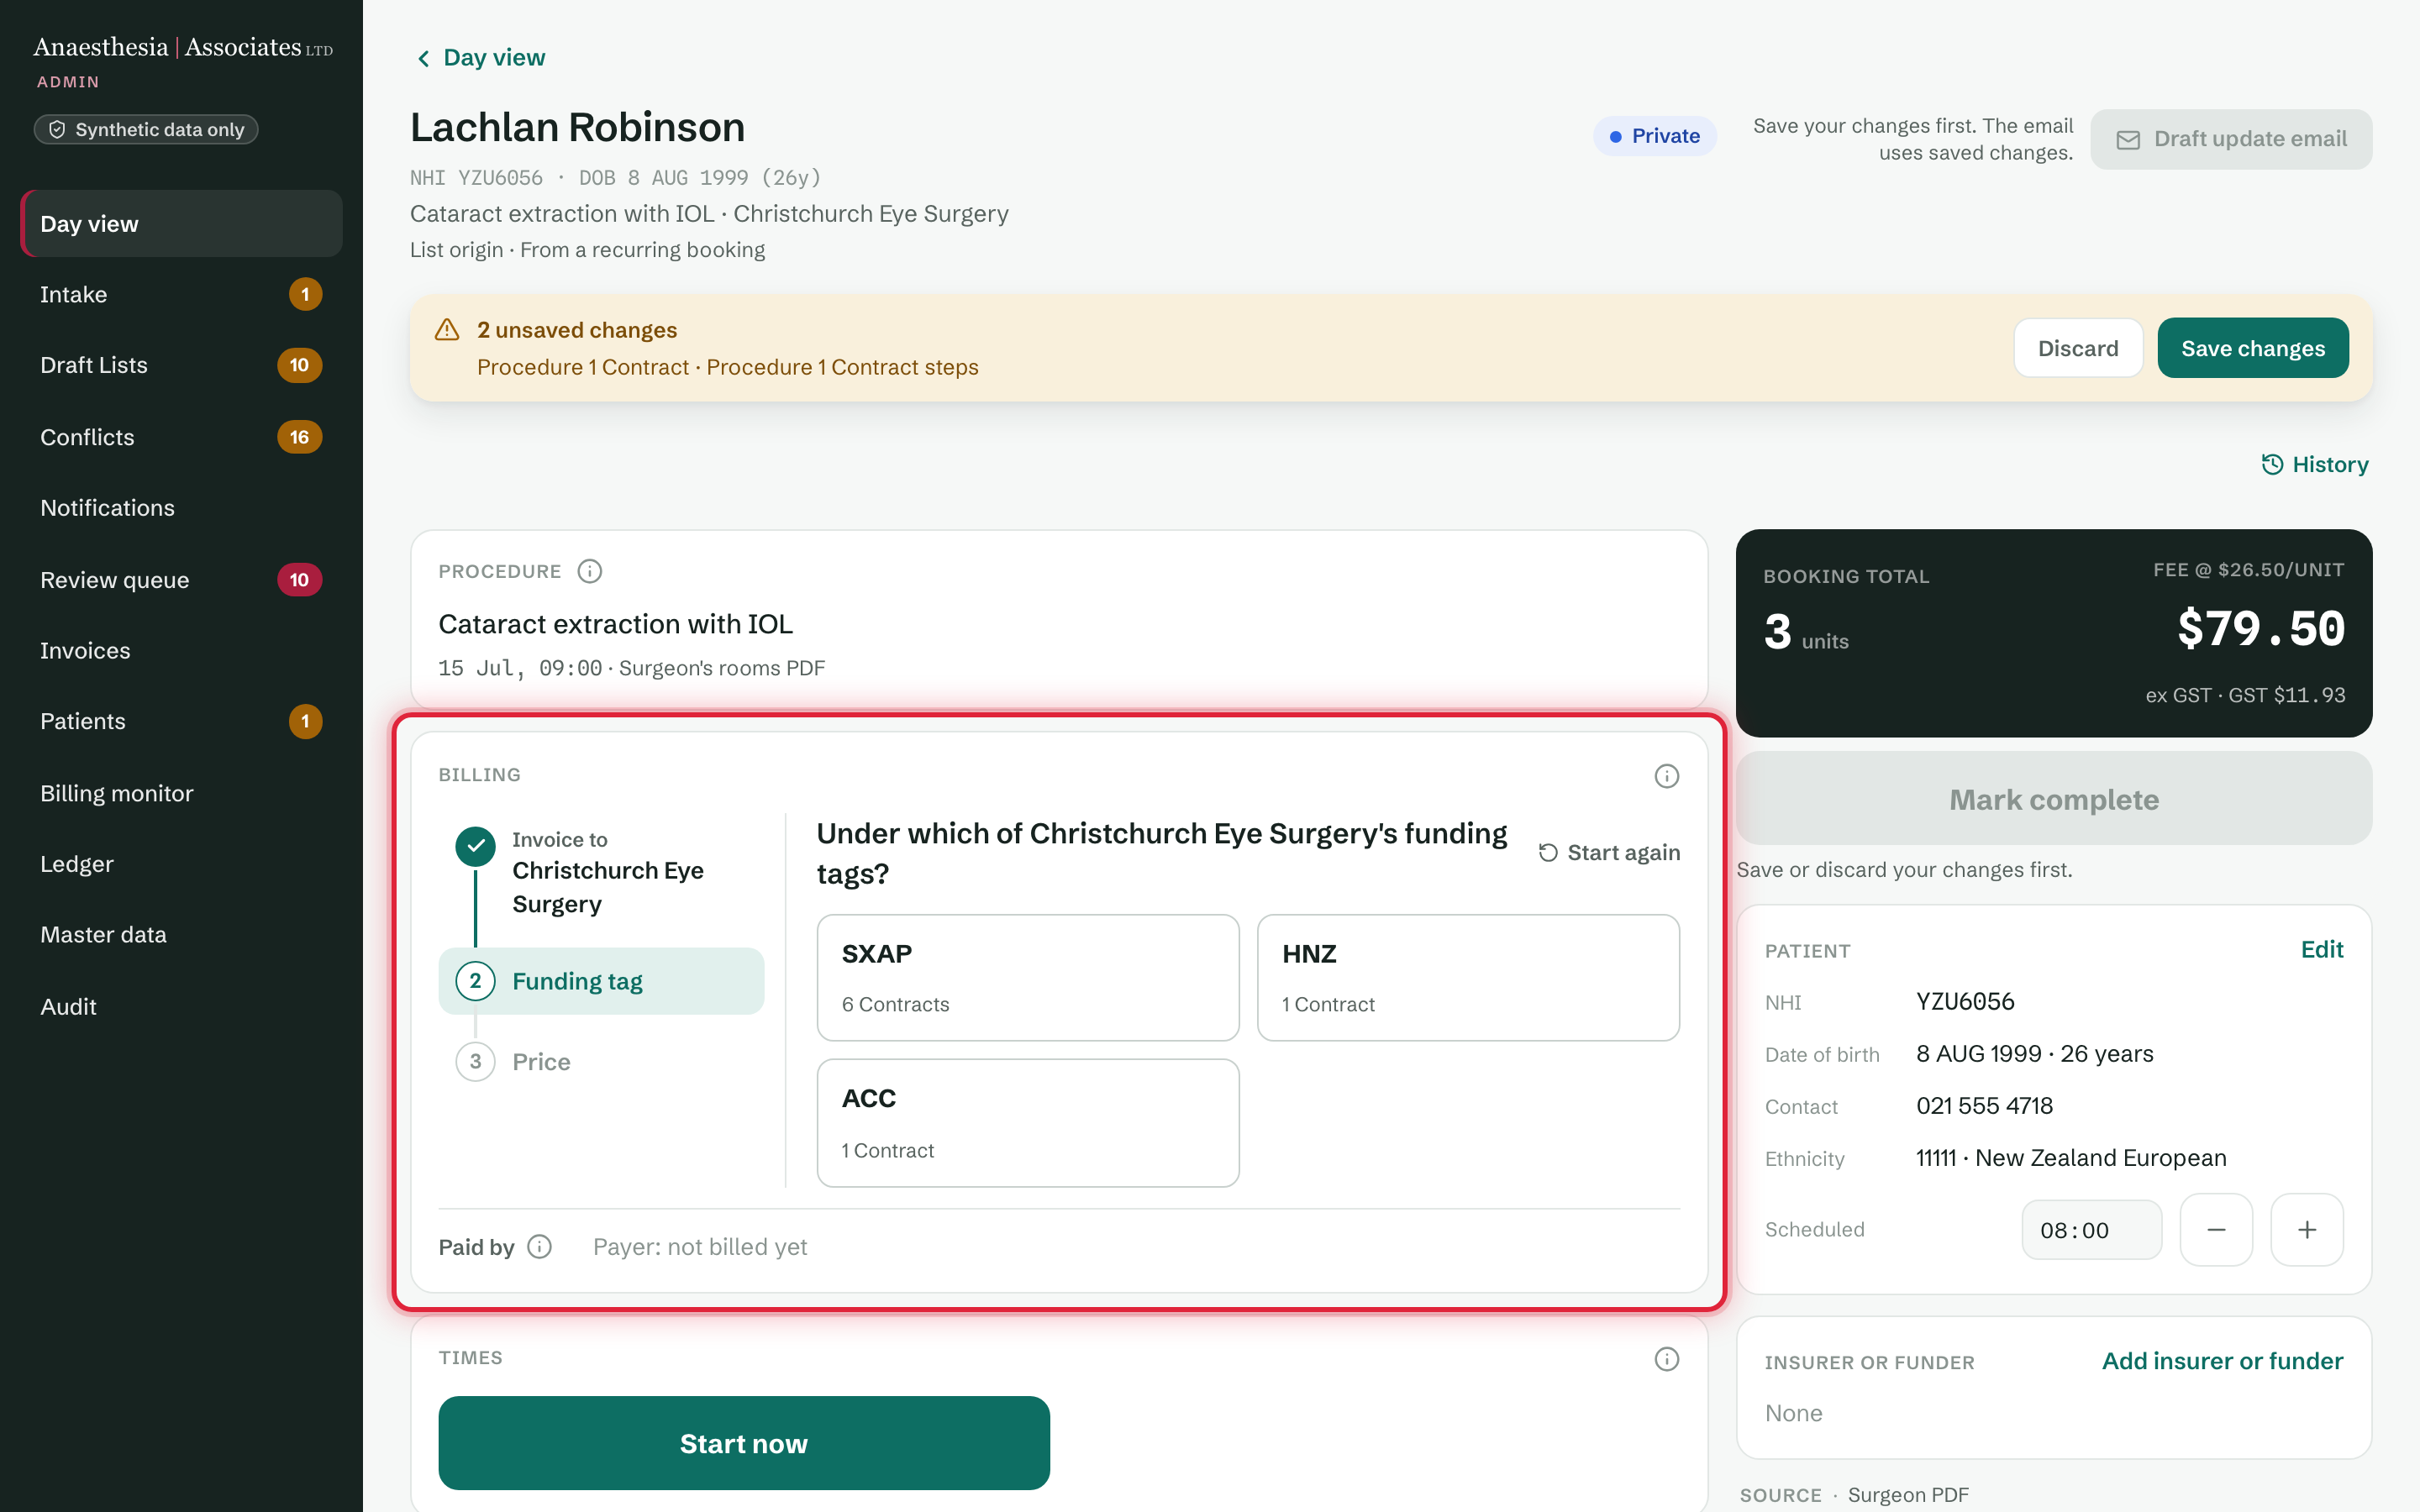 Anaesthesia | Associates LTD
ADMIN
Synthetic data only
Day view
Intake 1
Draft Lists 10
Conflicts 16
Notifications
Review queue 10
Invoices
Patients 1
Billing monitor
Ledger
Master data
Audit
Day view
Lachlan Robinson
NHI YZU6056 · DOB 8 AUG 1999 (26y)
Cataract extraction with IOL · Christchurch Eye Surgery
List origin · From a recurring booking
Private
Save your changes first. The email
uses saved changes.
Draft update email
2 unsaved changes
Procedure 1 Contract · Procedure 1 Contract steps
Discard
Save changes
History
PROCEDURE
Cataract extraction with IOL
15 Jul, 09:00 · Surgeon's rooms PDF
BILLING
Invoice to
Christchurch Eye
Surgery
2 Funding tag
3 Price
Under which of Christchurch Eye Surgery's funding
tags?
Start again
SXAP
6 Contracts
HNZ
1 Contract
ACC
1 Contract
Paid by
Payer: not billed yet
TIMES
Start now
BOOKING TOTAL
FEE @ $26.50/UNIT
3 units
$79.50
ex GST · GST $11.93
Mark complete
Save or discard your changes first.
PATIENT
Edit
NHI YZU6056
Date of birth 8 AUG 1999 · 26 years
Contact 021 555 4718
Ethnicity 11111 · New Zealand European
Scheduled 08:00 − +
INSURER OR FUNDER
Add insurer or funder
None
SOURCE · Surgeon PDF